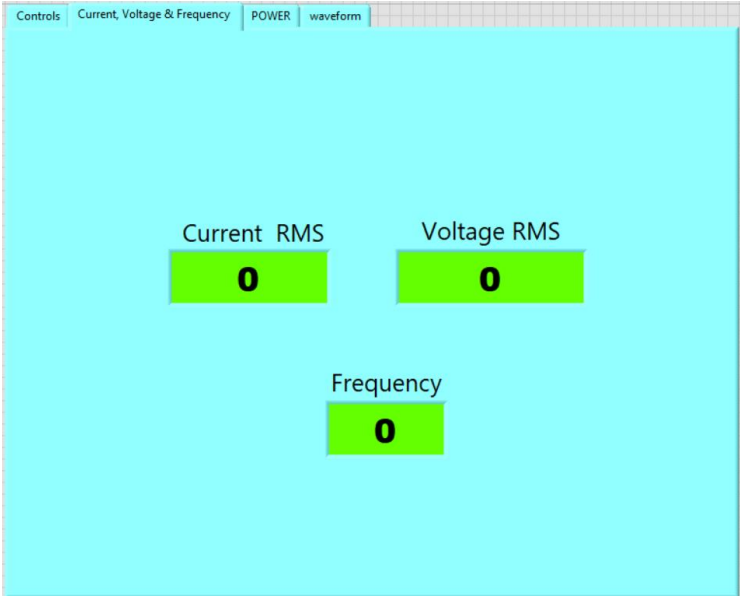 Controls Current, Voltage & Frequency POWER waveform
Current RMS Voltage RMS
0 0
Frequency
0